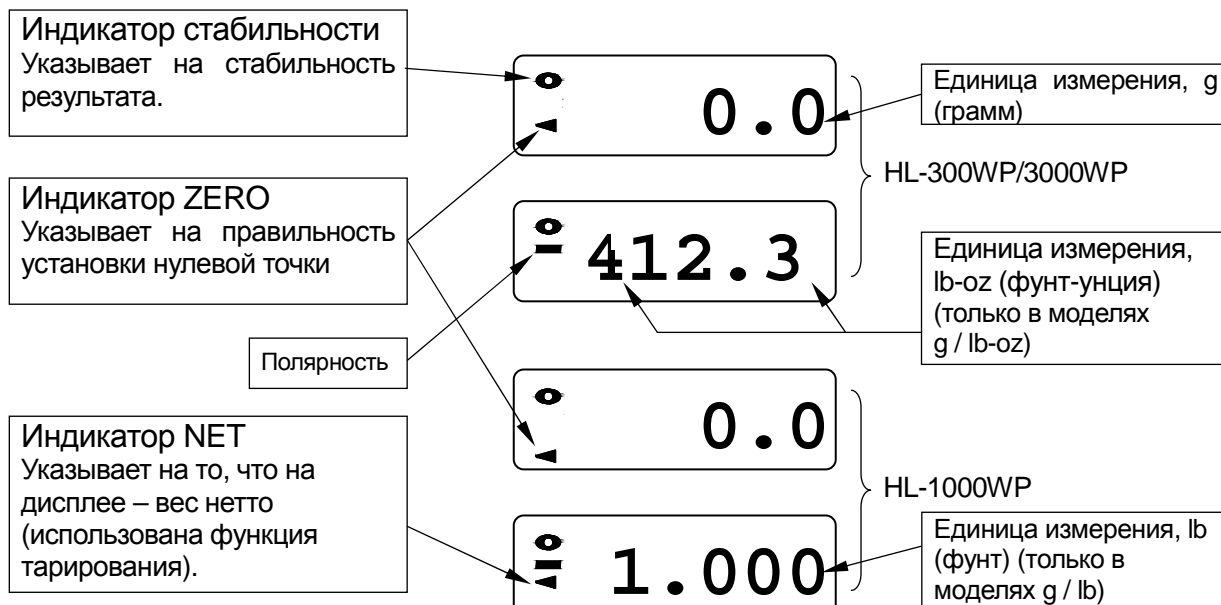 Индикатор стабильности
Указывает на стабильность
результата.
Индикатор ZERO
Указывает на правильность
установки нулевой точки
Полярность
Индикатор NET
Указывает на то, что на
дисплее – вес нетто
(использована функция
тарирования).
0.0
412.3
0.0
1.000
Единица измерения, g
(грамм)
HL-300WP/3000WP
Единица измерения,
lb-oz (фунт-унция)
(только в моделях
g / lb-oz)
HL-1000WP
Единица измерения, lb
(фунт) (только в
моделях g / lb)